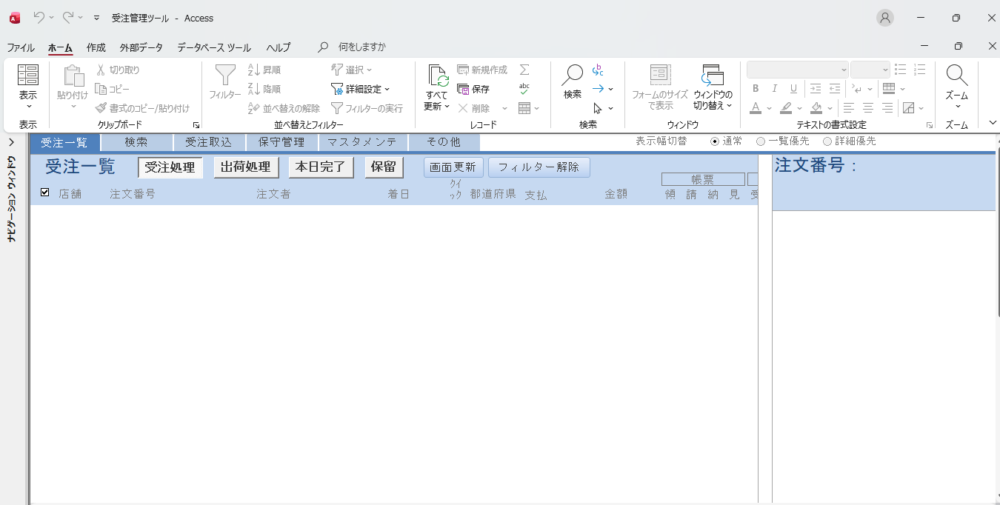 受注管理ツール - Access
ファイル ホーム 作成 外部データ データベース ツール ヘルプ 何をしますか
表示
貼り付け
切り取り
コピー
書式のコピー/貼り付け
フィルター
昇順
降順
並べ替えの解除
選択
詳細設定
フィルターの実行
すべて
更新
新規作成
保存
削除
検索
フォームのサイズ
で表示
ウィンドウの
切り替え
B I U
A
ズーム
表示 クリップボード 並べ替えとフィルター レコード 検索 ウィンドウ テキストの書式設定 ズーム
ナビゲーション ウィンドウ
受注一覧 検索 受注取込 保守管理 マスタメンテ その他 表示幅切替 通常 一覧優先 詳細優先
受注一覧 受注処理 出荷処理 本日完了 保留 画面更新 フィルター解除 注文番号：
帳票
店舗 注文番号 注文者 着日 クイック 都道府県 支払 金額 領 請 納 見 受